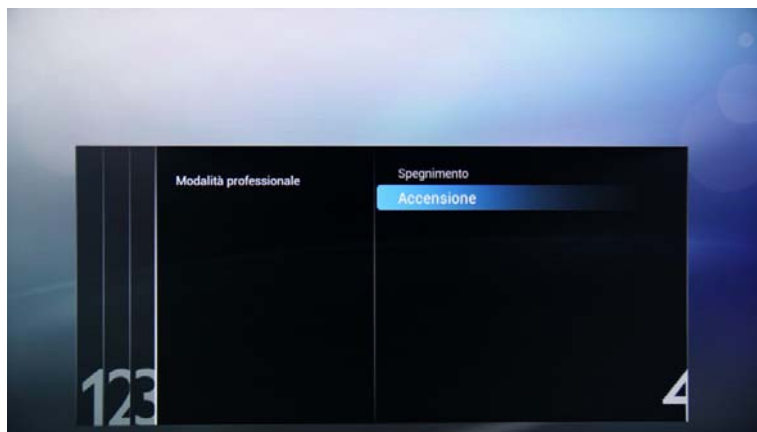 Modalità professionale
Spegnimento
Accensione
123
4